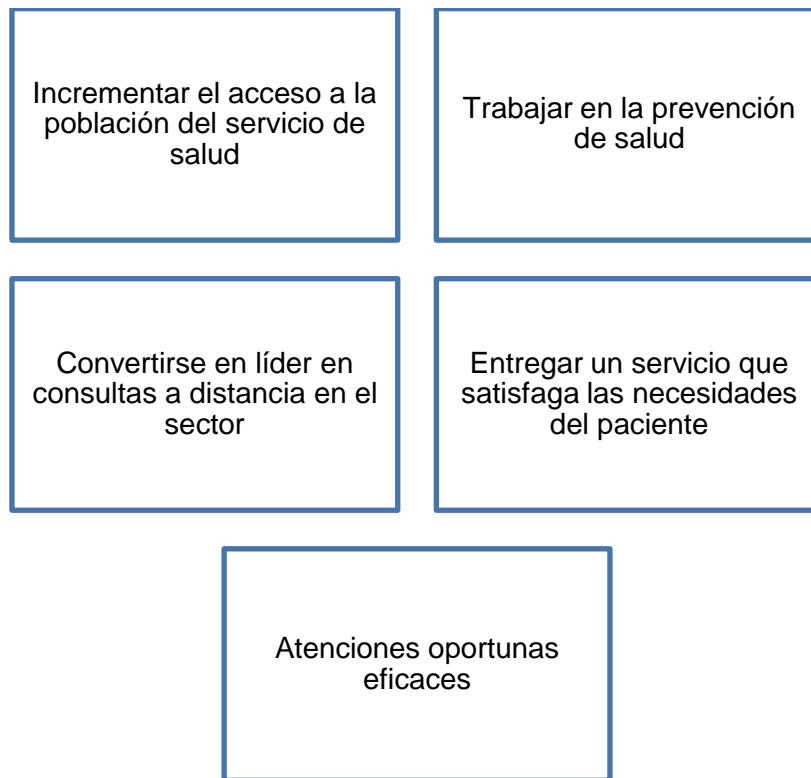 Incrementar el acceso a la
población del servicio de
salud
Trabajar en la prevención
de salud
Convertirse en líder en
consultas a distancia en el
sector
Entregar un servicio que
satisfaga las necesidades
del paciente
Atenciones oportunas
eficaces